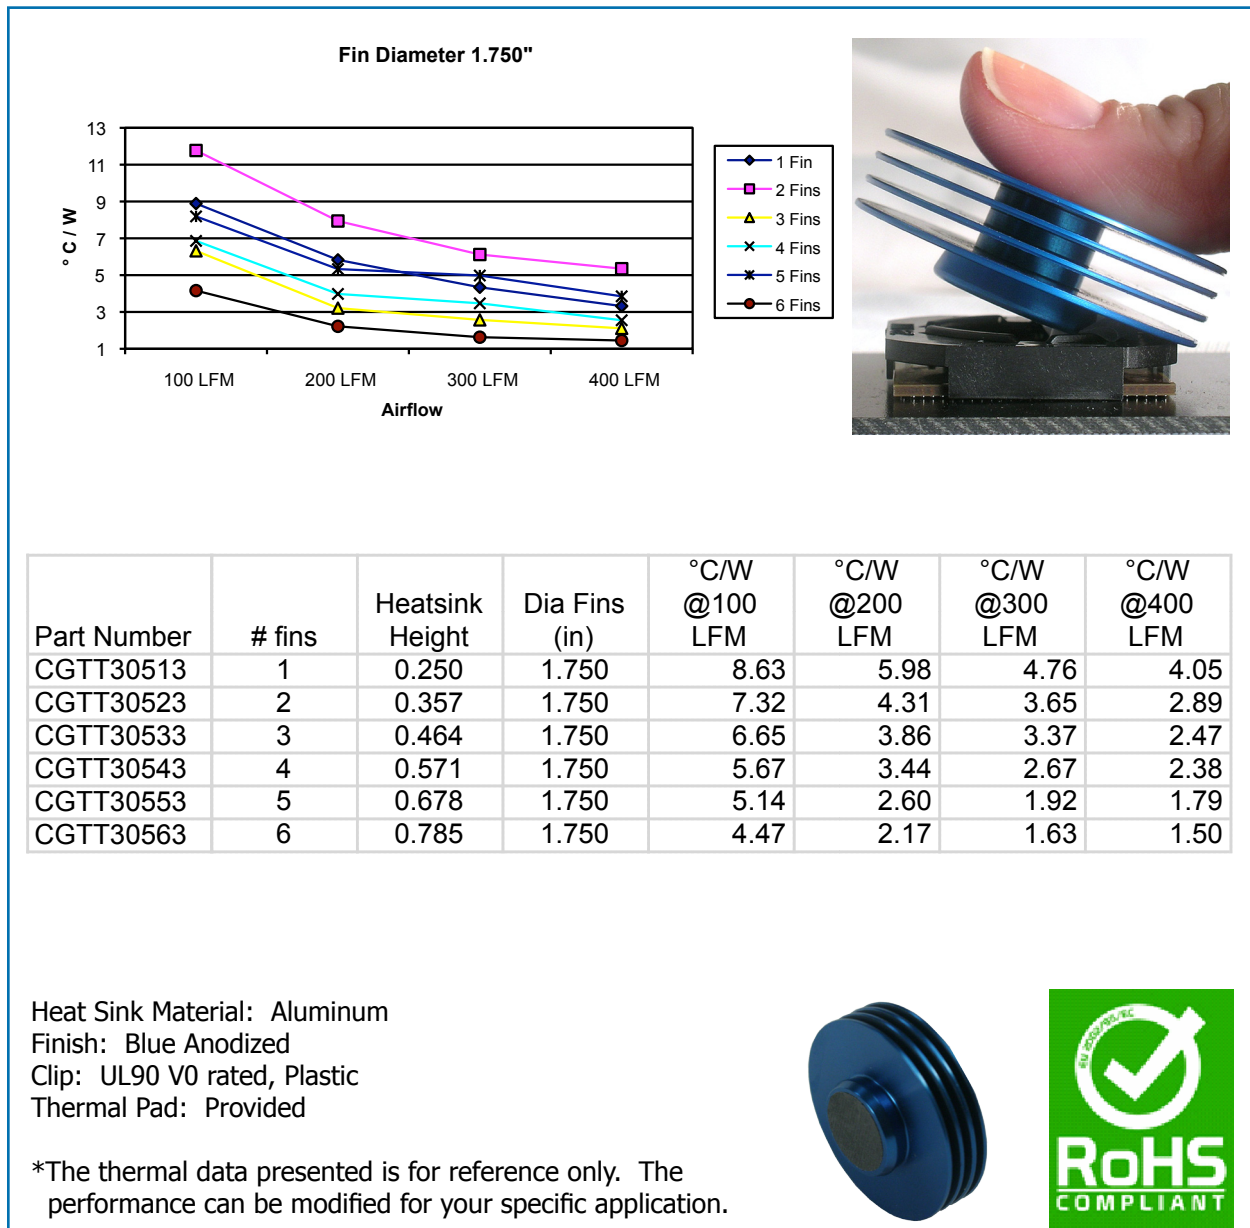 Fin Diameter 1.750"
13
11
9
7
5
3
1
° C / W
100 LFM 200 LFM 300 LFM 400 LFM
Airflow
1 Fin
2 Fins
3 Fins
4 Fins
5 Fins
6 Fins
Part Number # fins Heatsink Height Dia Fins (in) °C/W @100 LFM °C/W @200 LFM °C/W @300 LFM °C/W @400 LFM
CGTT30513 1 0.250 1.750 8.63 5.98 4.76 4.05
CGTT30523 2 0.357 1.750 7.32 4.31 3.65 2.89
CGTT30533 3 0.464 1.750 6.65 3.86 3.37 2.47
CGTT30543 4 0.571 1.750 5.67 3.44 2.67 2.38
CGTT30553 5 0.678 1.750 5.14 2.60 1.92 1.79
CGTT30563 6 0.785 1.750 4.47 2.17 1.63 1.50
Heat Sink Material: Aluminum
Finish: Blue Anodized
Clip: UL90 V0 rated, Plastic
Thermal Pad: Provided
*The thermal data presented is for reference only. The
performance can be modified for your specific application.
EU 2002/95/EC
RoHS
COMPLIANT